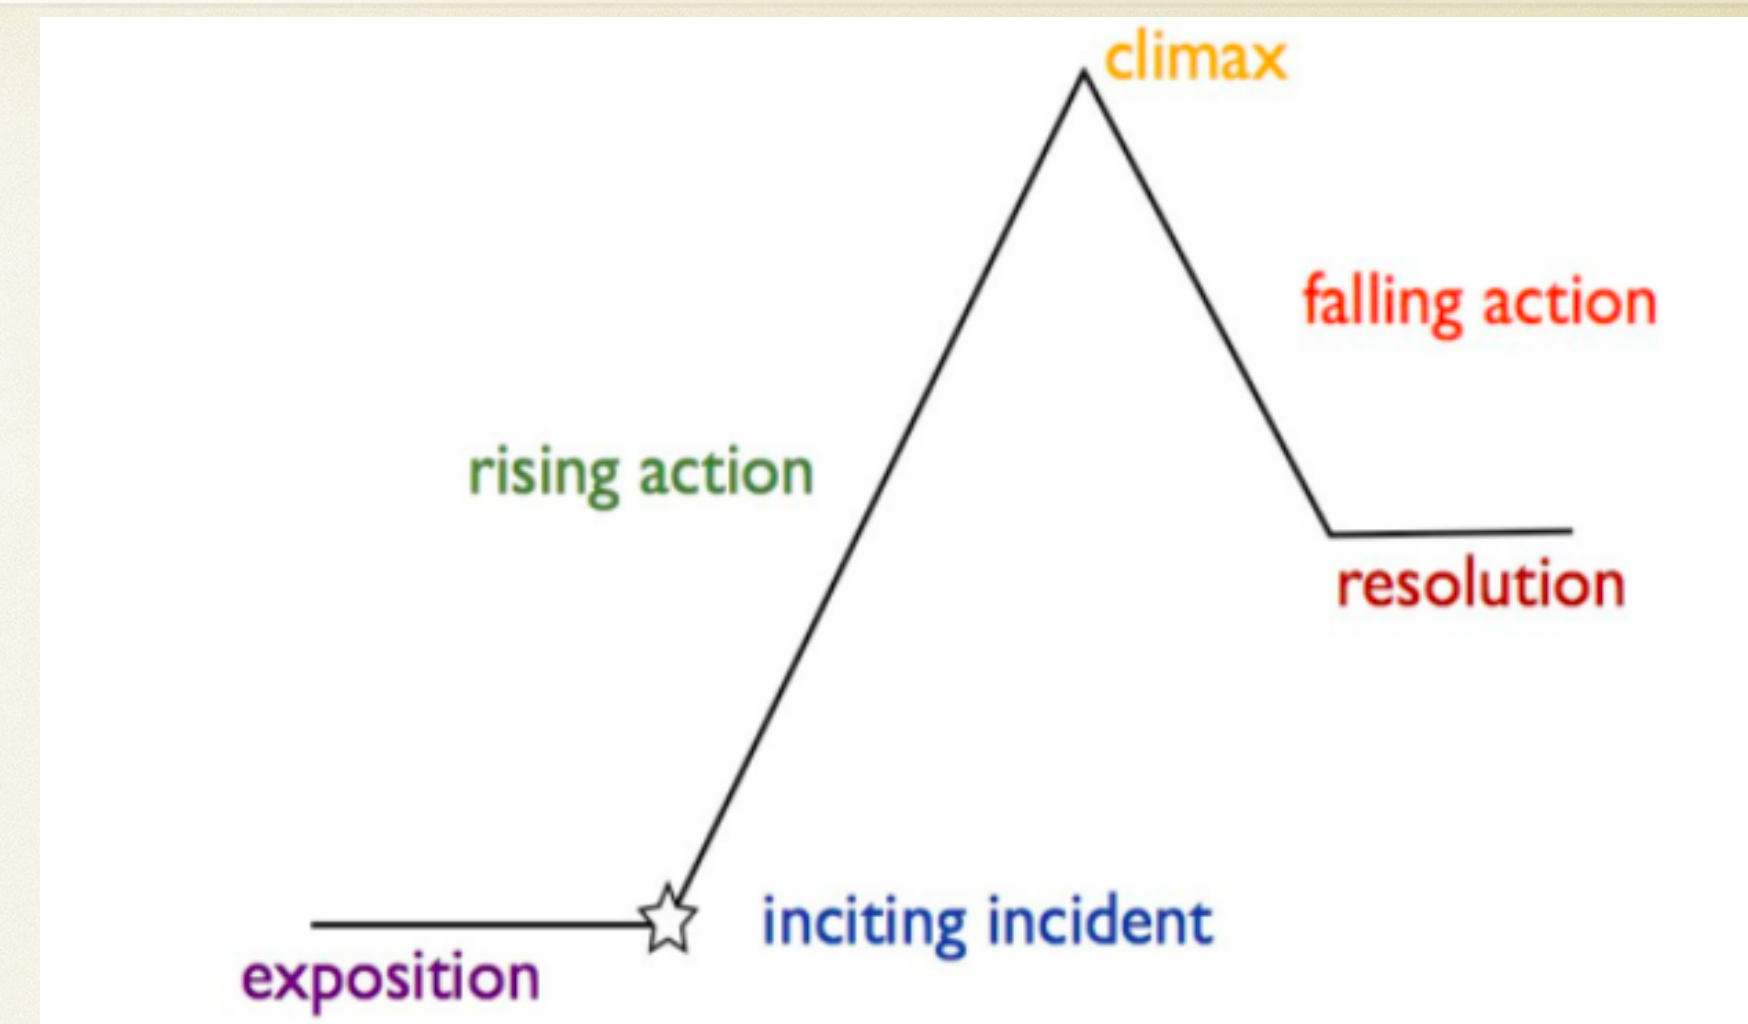 climax
falling action
rising action
resolution
inciting incident
exposition